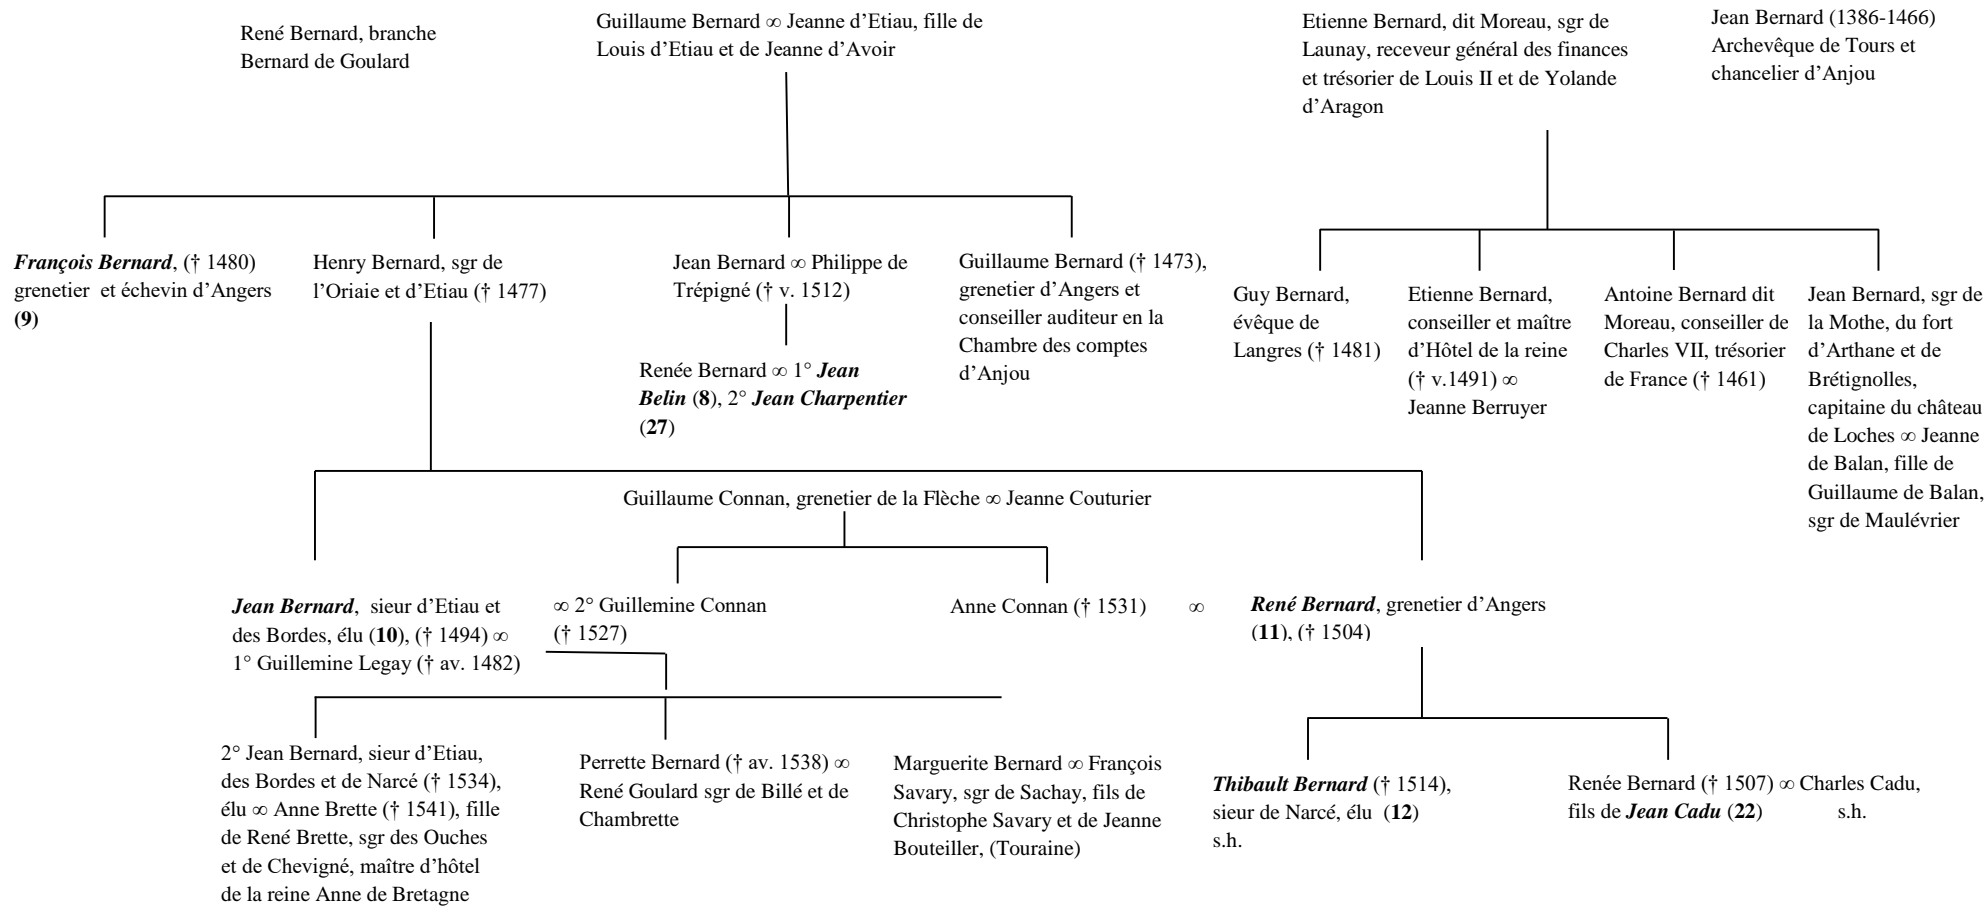 René Bernard, branche
Bernard de Goulard
Guillaume Bernard ∞ Jeanne d’Etiau, fille de
Louis d’Etiau et de Jeanne d’Avoir
Etienne Bernard, dit Moreau, sgr de
Launay, receveur général des finances
et trésorier de Louis II et de Yolande
d’Aragon
Jean Bernard (1386-1466)
Archevêque de Tours et
chancelier d’Anjou
François Bernard, († 1480)
grenetier et échevin d’Angers
(9)
Henry Bernard, sgr de
l’Oriaie et d’Etiau († 1477)
Jean Bernard ∞ Philippe de
Trépigné († v. 1512)
Guillaume Bernard († 1473),
grenetier d’Angers et
conseiller auditeur en la
Chambre des comptes
d’Anjou
Guy Bernard,
évêque de
Langres († 1481)
Etienne Bernard,
conseiller et maître
d’Hôtel de la reine
(† v.1491) ∞
Jeanne Berruyer
Antoine Bernard dit
Moreau, conseiller de
Charles VII, trésorier
de France († 1461)
Jean Bernard, sgr de
la Mothe, du fort
d’Arthane et de
Brétignolles,
capitaine du château
de Loches ∞ Jeanne
de Balan, fille de
Guillaume de Balan,
sgr de Maulévrier
Renée Bernard ∞ 1° Jean
Belin (8), 2° Jean Charpentier
(27)
Guillaume Connan, grenetier de la Flèche ∞ Jeanne Couturier
Jean Bernard, sieur d’Etiau et
des Bordes, élu (10), († 1494) ∞
1° Guillemine Legay († av. 1482)
∞ 2° Guillemine Connan
(† 1527)
Anne Connan († 1531) ∞
René Bernard, grenetier d’Angers
(11), († 1504)
2° Jean Bernard, sieur d’Etiau,
des Bordes et de Narcé († 1534),
élu ∞ Anne Brette († 1541), fille
de René Brette, sgr des Ouches
et de Chevigné, maître d’hôtel
de la reine Anne de Bretagne
Perrette Bernard († av. 1538) ∞
René Goulard sgr de Billé et de
Chambrette
Marguerite Bernard ∞ François
Savary, sgr de Sachay, fils de
Christophe Savary et de Jeanne
Bouteiller, (Touraine)
Thibault Bernard († 1514),
sieur de Narcé, élu (12)
s.h.
Renée Bernard († 1507) ∞ Charles Cadu,
fils de Jean Cadu (22) s.h.